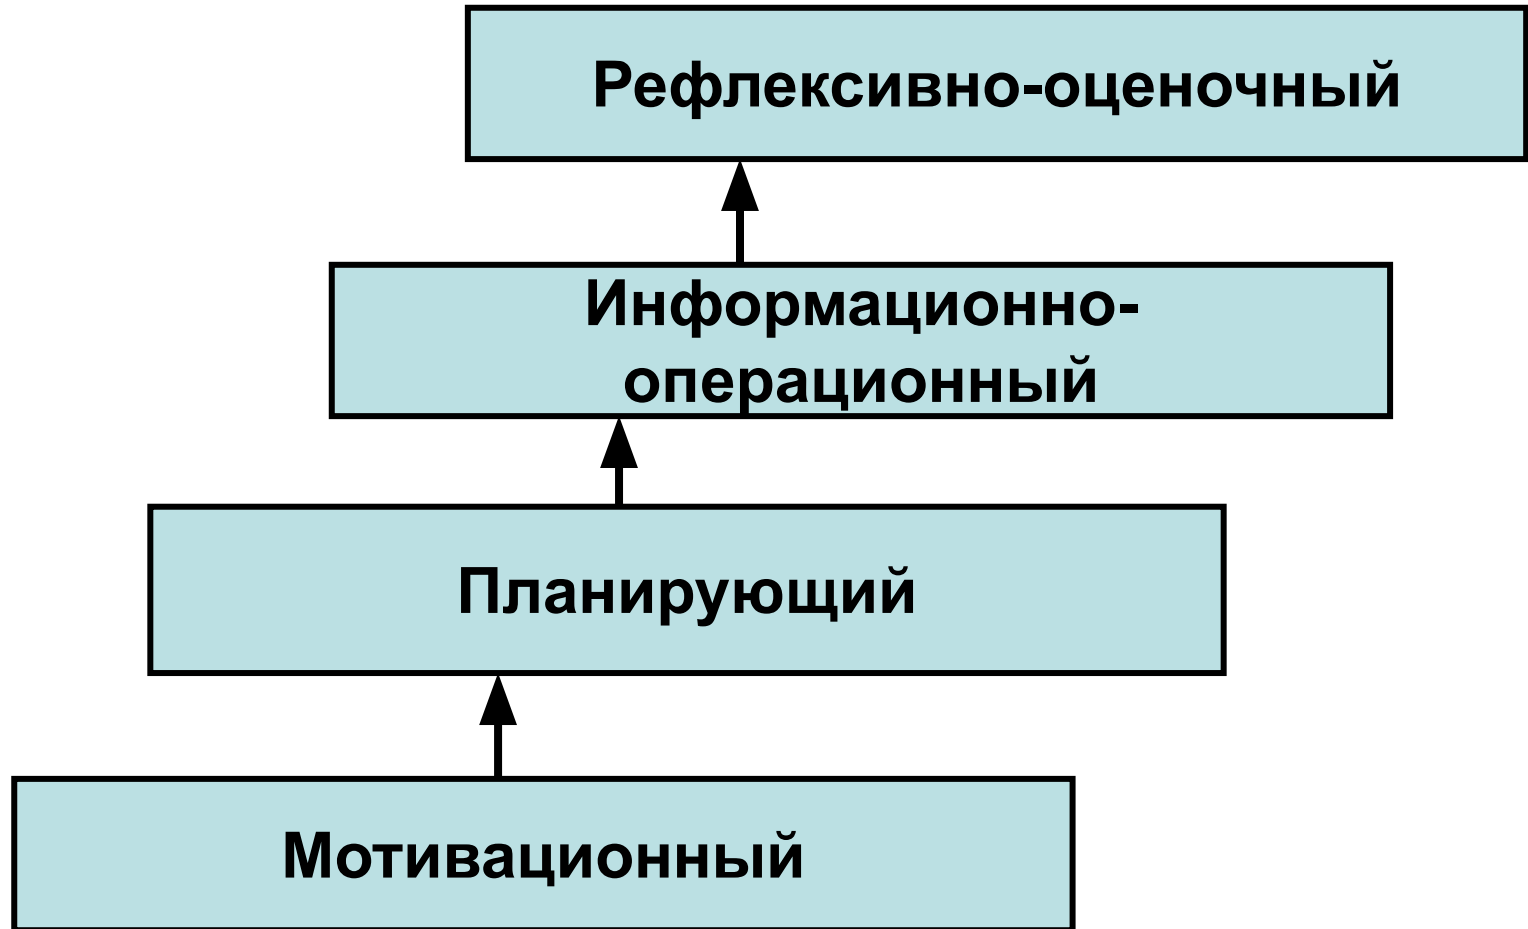 Рефлексивно-оценочный
Информационно-
операционный
Планирующий
Мотивационный